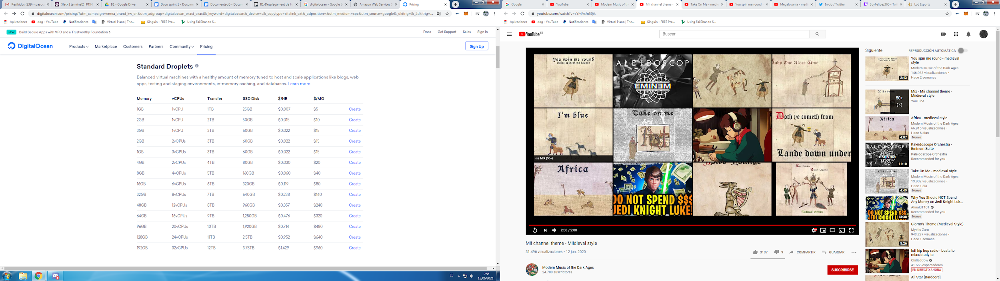 Recibidos (239) - paauc
Slack | terminal2 | PTIN
B1 - Google Drive
Docu sprint 1 - Docume
Documentació - Docum
B1-Desplegament de H
digitalocean - Google S
Amazon Web Services S
Pricing
digitalocean.com/pricing/?utm_campaign=emea_brand_kw_en&utm_adgroup=digitalocean_exact_exact&_keyword=digitalocean&_device=c&_copytype=sitelink_ext&_adposition=&utm_medium=cpc&utm_source=google&_dkitrig=&_2dkitrig=...
Aplicaciones
dog - YouTube
Notificaciones
Virtual Piano | The...
Kinguin - FREE Pre...
Using Fail2ban to S...
NEW Build Secure Apps with VPC and a Trustworthy Foundation >
Docs Get Support Sales Sign In
DigitalOcean
Products Marketplace Customers Partners Community Pricing
Sign Up
Standard Droplets
Balanced virtual machines with a healthy amount of memory tuned to host and scale applications like blogs, web
apps, testing and staging environments, in-memory caching, and databases. Learn more
Memory vCPUs Transfer SSD Disk $/HR $/MO
1GB 1vCPU 1TB 25GB $0.007 $5 Create
2GB 1vCPU 2TB 50GB $0.015 $10 Create
3GB 1vCPU 3TB 60GB $0.022 $15 Create
2GB 2vCPUs 3TB 60GB $0.022 $15 Create
1GB 3vCPUs 3TB 60GB $0.022 $15 Create
4GB 2vCPUs 4TB 80GB $0.030 $20 Create
8GB 4vCPUs 5TB 160GB $0.060 $40 Create
16GB 6vCPUs 6TB 320GB $0.119 $80 Create
32GB 8vCPUs 7TB 640GB $0.238 $160 Create
48GB 12vCPUs 8TB 960GB $0.357 $240 Create
64GB 16vCPUs 9TB 1,280GB $0.476 $320 Create
96GB 20vCPUs 10TB 1,920GB $0.714 $480 Create
128GB 24vCPUs 11TB 2.5TB $0.952 $640 Create
192GB 32vCPUs 12TB 3.75TB $1.429 $960 Create
ES
19:56
16/06/2020
Google
YouTube
Modern Music of the
Mii channel theme -
Take On Me - medie
You spin me round
Megalovania - medi
Inicio / Twitter
SoyFelipez360 - Tw
LoL Esports
youtube.com/watch?v=sYMAsJn50jk
Aplicaciones
dog - YouTube
Notificaciones
Virtual Piano | The...
Kinguin - FREE Pre...
Using Fail2ban to S...
YouTube ES
Buscar
You spin me round
(Thee spineth me round)
ALEIDOSCOP
EMINEM
Baby One More Time
I must confess
I'm blue
MIX (50+)
Take on me
Doth ye cometh from
Lande down under
Africa
DO NOT SPEND $$$
JEDI KNIGHT LUKE!
Astro Lounge
Eurythmics
Sweet Dreams
Medieval Version
2:00 / 2:00
Mii channel theme - Miidieval style
31.496 visualizaciones • 12 jun. 2020
3137 9 COMPARTIR GUARDAR
Modern Music of the Dark Ages
24.700 suscriptores
SUSCRIBIRSE
Siguiente
REPRODUCCIÓN AUTOMÁTICA
2:43
You spin me round - medieval
style
Modern Music of the Dark Ages
146.933 visualizaciones •
Hace 2 semanas
Mii channel
50+
Mix - Mii channel theme -
Miidieval style
YouTube
Africa
4:07
Africa - medieval style
Modern Music of the Dark Ages
66.915 visualizaciones •
Hace 6 días
Nuevo
KALEIDOSCOPE
EMINEM
11:10
Kaleidoscope Orchestra -
Eminem Suite
Kaleidoscope Orchestra
Recommended for you
Take on me
4:49
Take On Me - medieval style
Modern Music of the Dark Ages
13.902 visualizaciones •
Hace 1 día
Nuevo
DO NOT SPEND $$$
JEDI KNIGHT L
13:38
Why You Should NOT Spend
Any Money on Jedi Knight Luk...
AhnaldT101
Recommended for you
Nuevo
5:26
Giorno's Theme (Medieval Style)
Mystic Zaru
943.237 visualizaciones •
Hace 1 semana
lofi hip hop radio - beats to
relax/study to
ChilledCow
41.665 espectadores
EN DIRECTO AHORA
All Star [Bardcore]